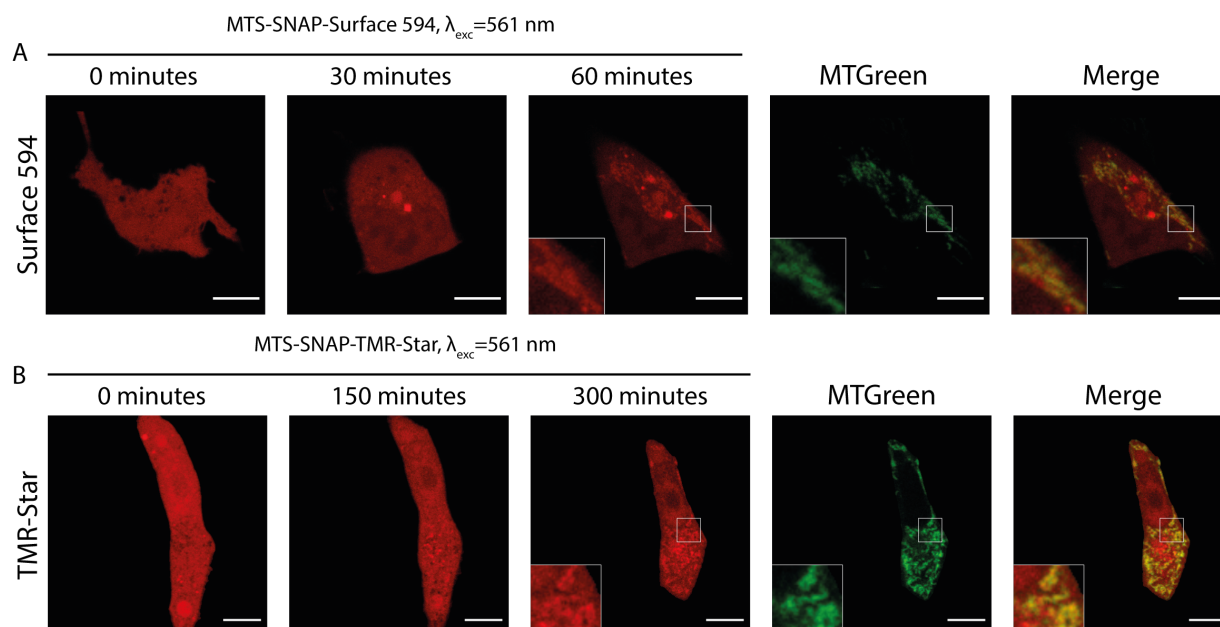 MTS-SNAP-Surface 594, λexc=561 nm
A
0 minutes 30 minutes 60 minutes MTGreen Merge
Surface 594
MTS-SNAP-TMR-Star, λexc=561 nm
B
0 minutes 150 minutes 300 minutes MTGreen Merge
TMR-Star